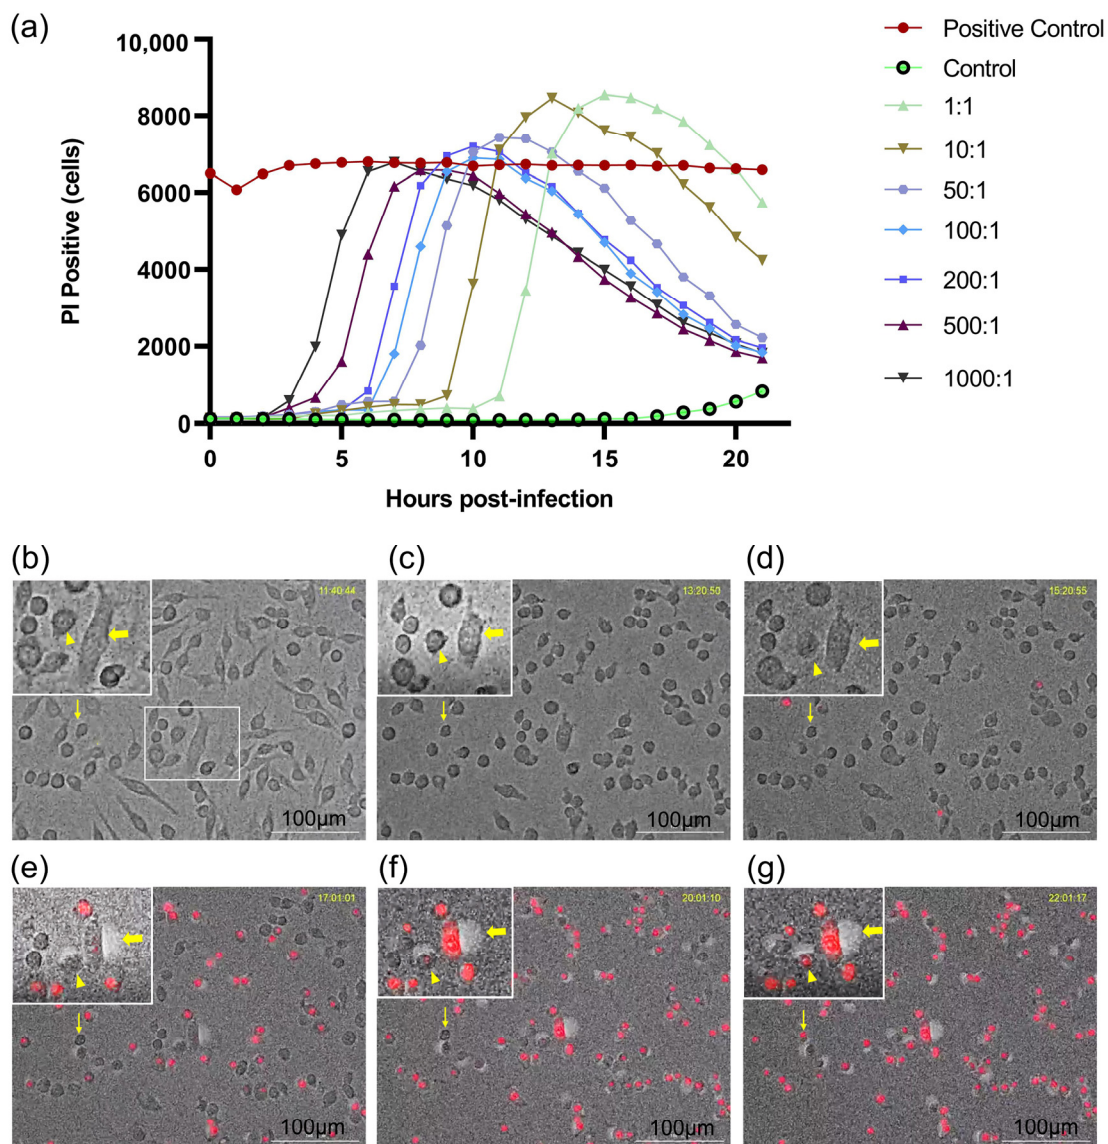 (a)
10,000
8000
6000
4000
2000
0
PI Positive (cells)
0 5 10 15 20
Hours post-infection
Positive Control
Control
1:1
10:1
50:1
100:1
200:1
500:1
1000:1
(b)
11:40:44
100µm
(c)
13:20:50
100µm
(d)
15:20:55
100µm
(e)
17:01:01
100µm
(f)
20:01:10
100µm
(g)
22:01:17
100µm